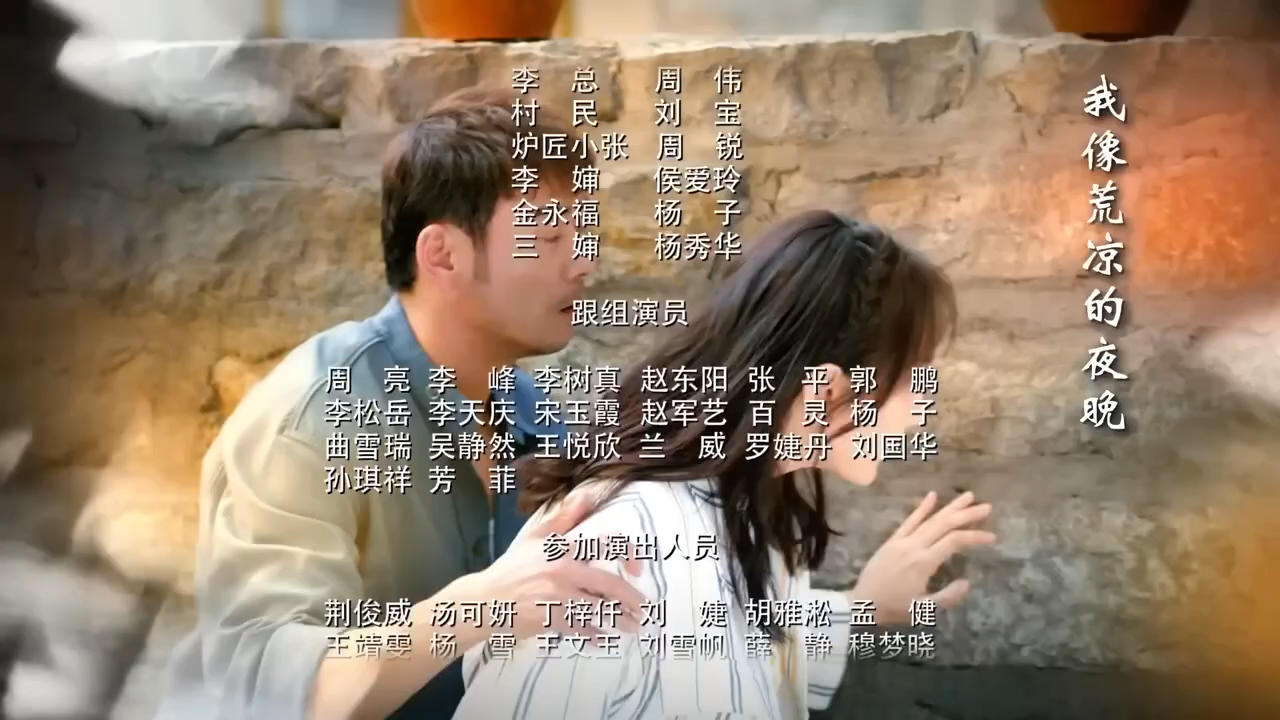 李总 周伟
村民 刘宝
炉匠小张 周锐
李婶 侯爱玲
金永福 杨子
三婶 杨秀华
跟组演员
周亮 李峰 李树真 赵东阳 张平 郭鹏
李松岳 李天庆 宋玉霞 赵军艺 百灵 杨子
曲雪瑞 吴静然 王悦欣 兰威 罗婕丹 刘国华
孙琪祥 芳菲
参加演出人员
荆俊威 汤可妍 丁梓仟 刘婕 胡雅淞 孟健
王靖雯 杨雪 王文玉 刘雪帆 薛静 穆梦晓
我像荒凉的夜晚